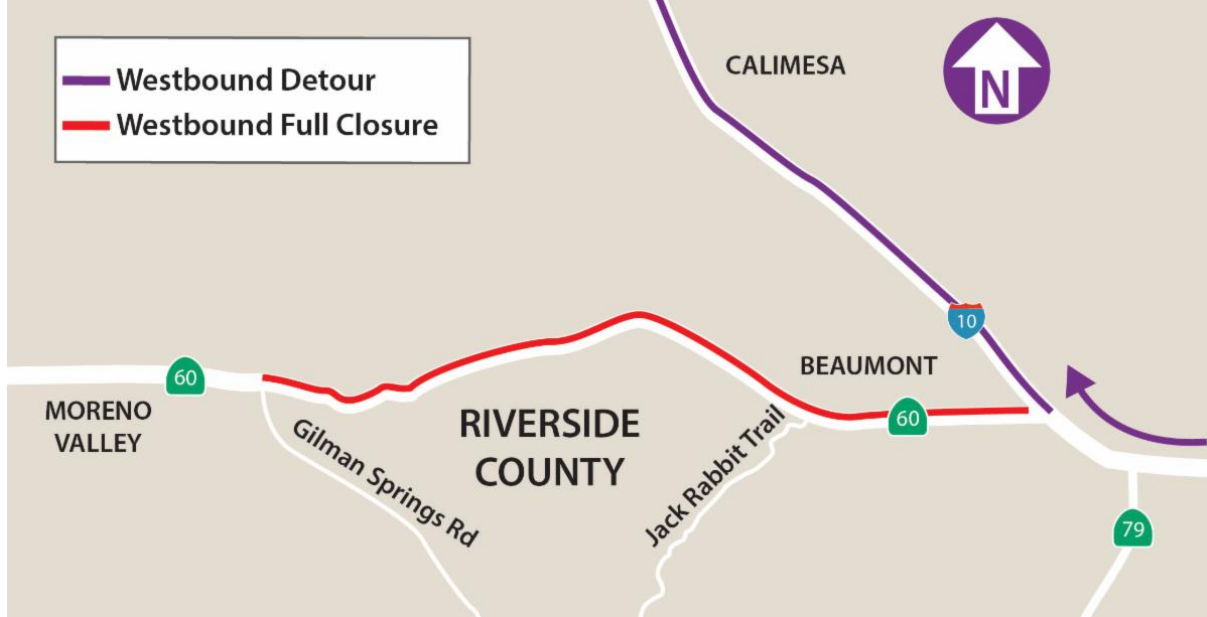 Westbound Detour
Westbound Full Closure
CALIMESA
N
10
BEAUMONT
60
MORENO
VALLEY
Gilman Springs Rd
RIVERSIDE
COUNTY
Jack Rabbit Trail
60
79